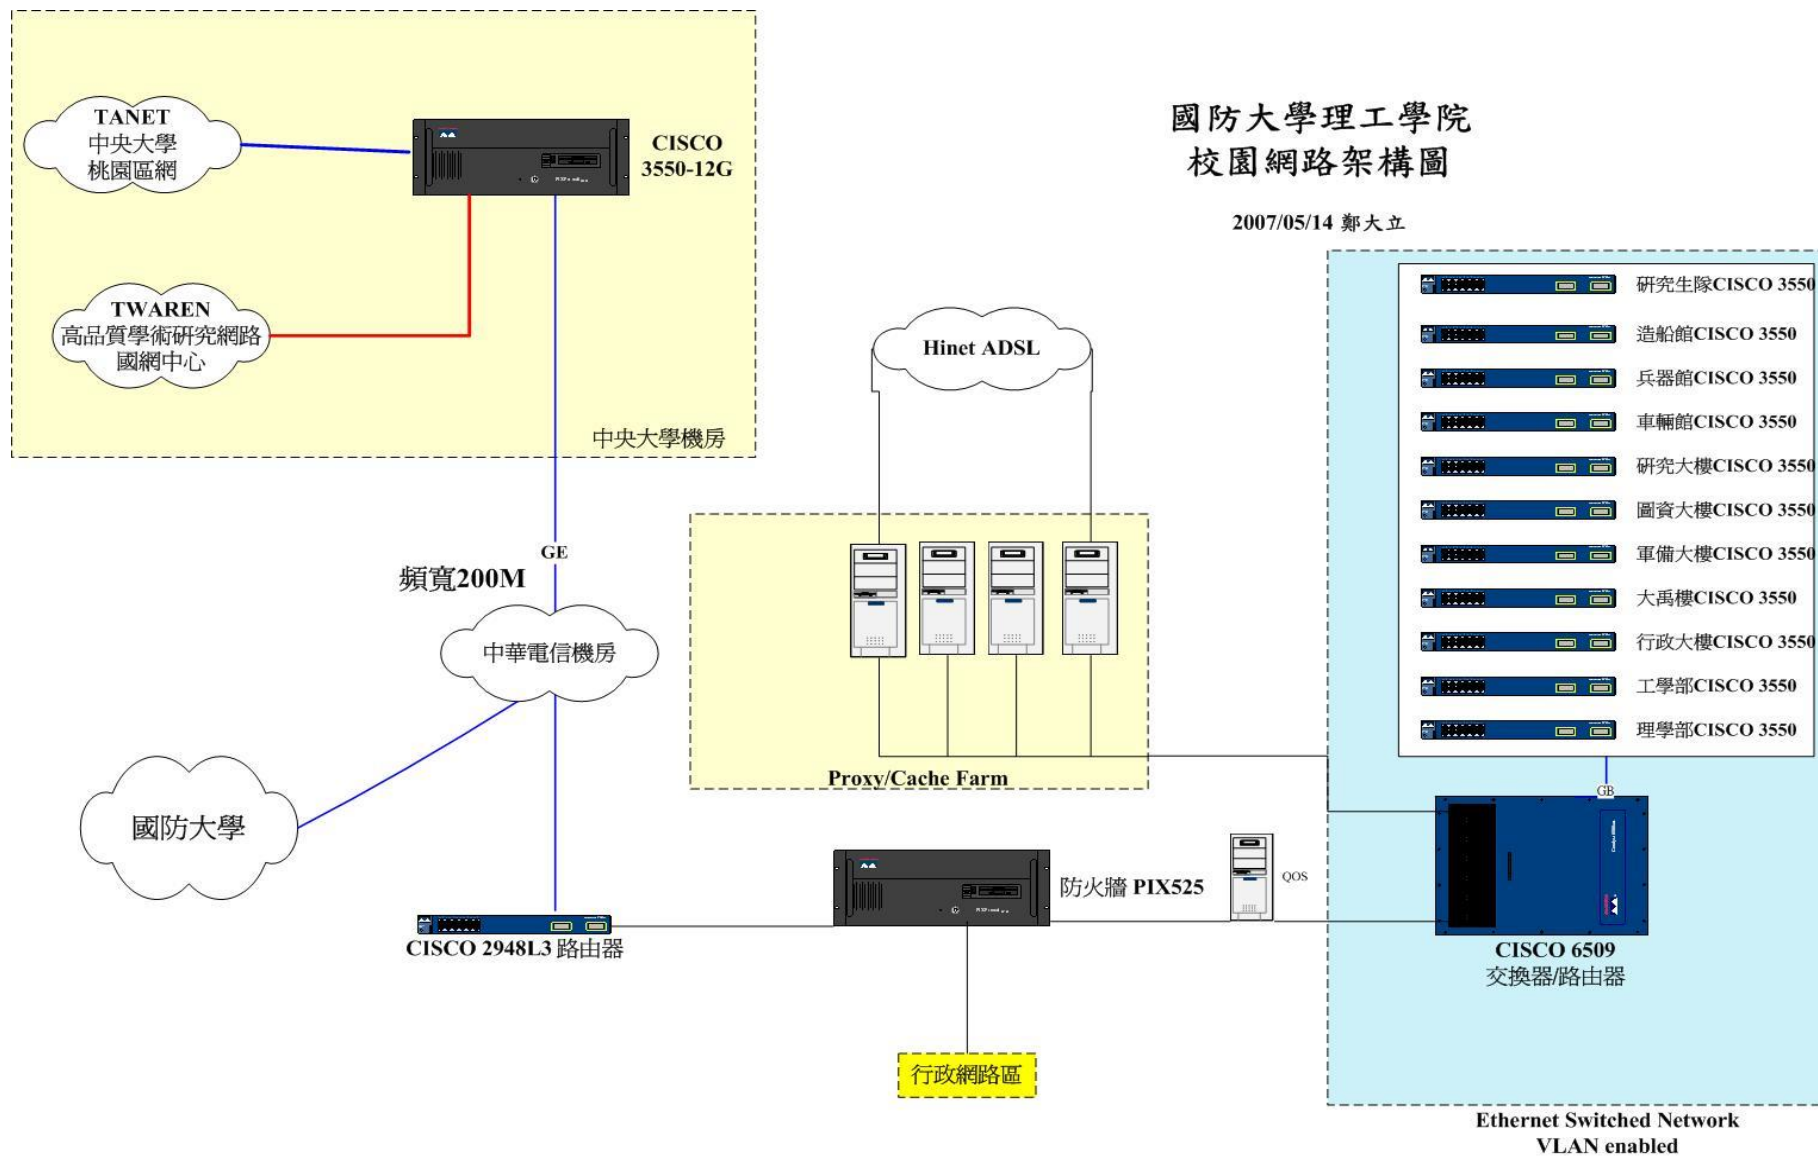 國防大學理工學院
校園網路架構圖
2007/05/14 鄭大立
TANET
中央大學
桃園區網
CISCO
3550-12G
TWAREN
高品質學術研究網路
國網中心
中央大學機房
GE
頻寬200M
中華電信機房
國防大學
CISCO 2948L3 路由器
Hinet ADSL
Proxy/Cache Farm
防火牆 PIX525
QOS
行政網路區
研究生隊CISCO 3550
造船館CISCO 3550
兵器館CISCO 3550
車輛館CISCO 3550
研究大樓CISCO 3550
圖資大樓CISCO 3550
軍備大樓CISCO 3550
大禹樓CISCO 3550
行政大樓CISCO 3550
工學部CISCO 3550
理學部CISCO 3550
GB
CISCO 6509
交換器/路由器
Ethernet Switched Network
VLAN enabled